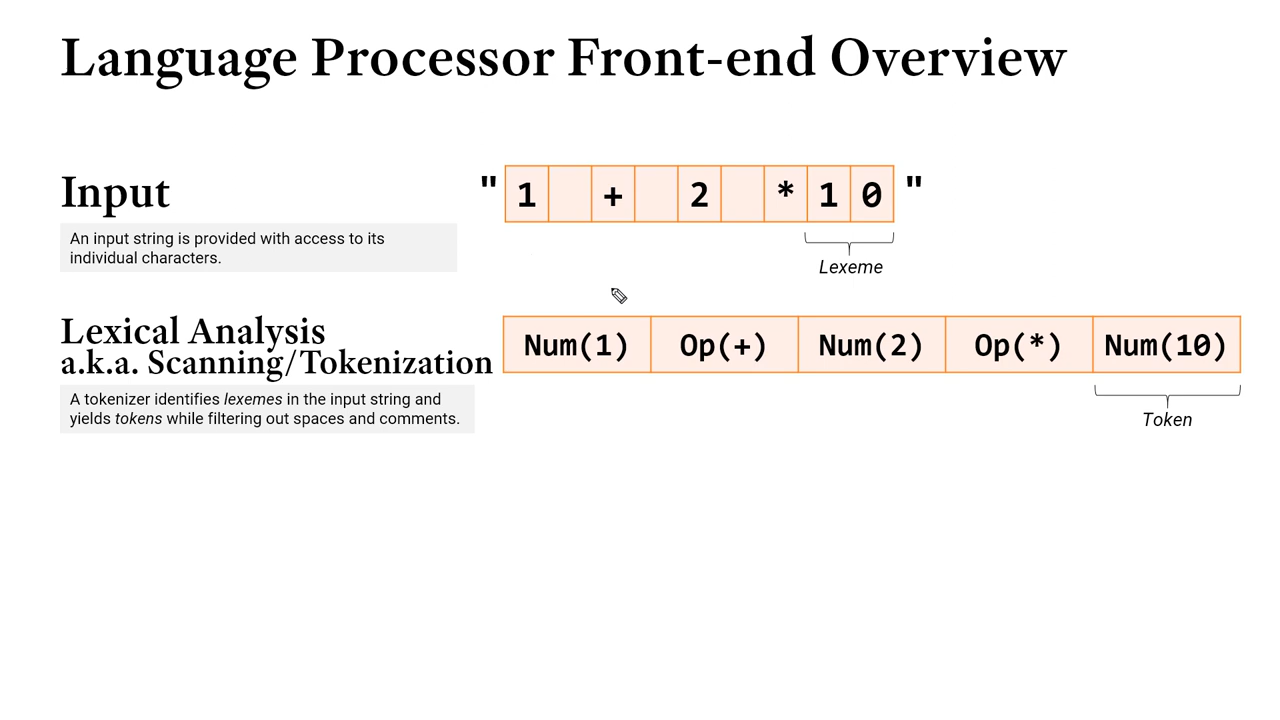 Language Processor Front-end Overview
Input
" 1 + 2 *10 "
An input string is provided with access to its
individual characters.
Lexeme
Lexical Analysis
a.k.a. Scanning/Tokenization
Num(1) Op(+) Num(2) Op(*) Num(10)
A tokenizer identifies lexemes in the input string and
yields tokens while filtering out spaces and comments.
Token